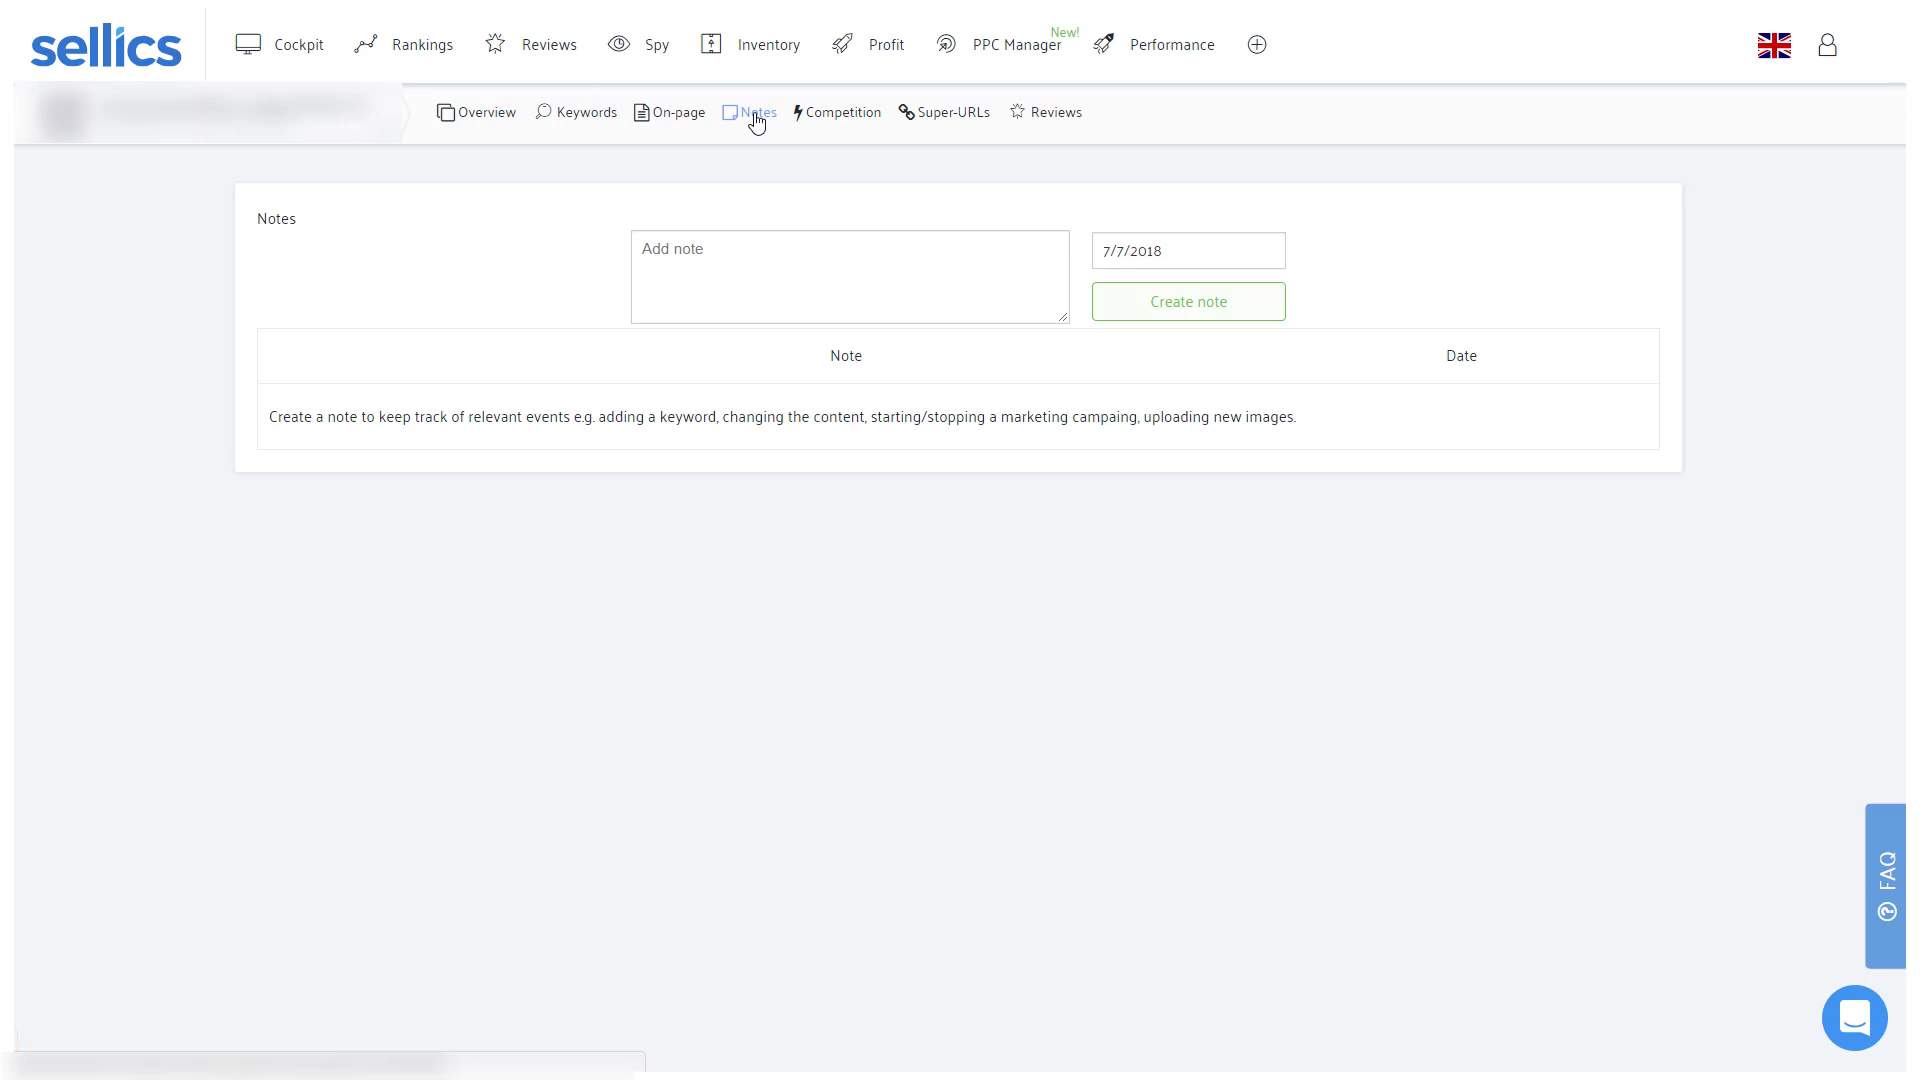 sellics
Cockpit Rankings Reviews Spy Inventory Profit PPC Manager New! Performance
Overview Keywords On-page Notes Competition Super-URLs Reviews
Notes
Add note
7/7/2018
Create note
Note Date
Create a note to keep track of relevant events e.g. adding a keyword, changing the content, starting/stopping a marketing campaing, uploading new images.
FAQ